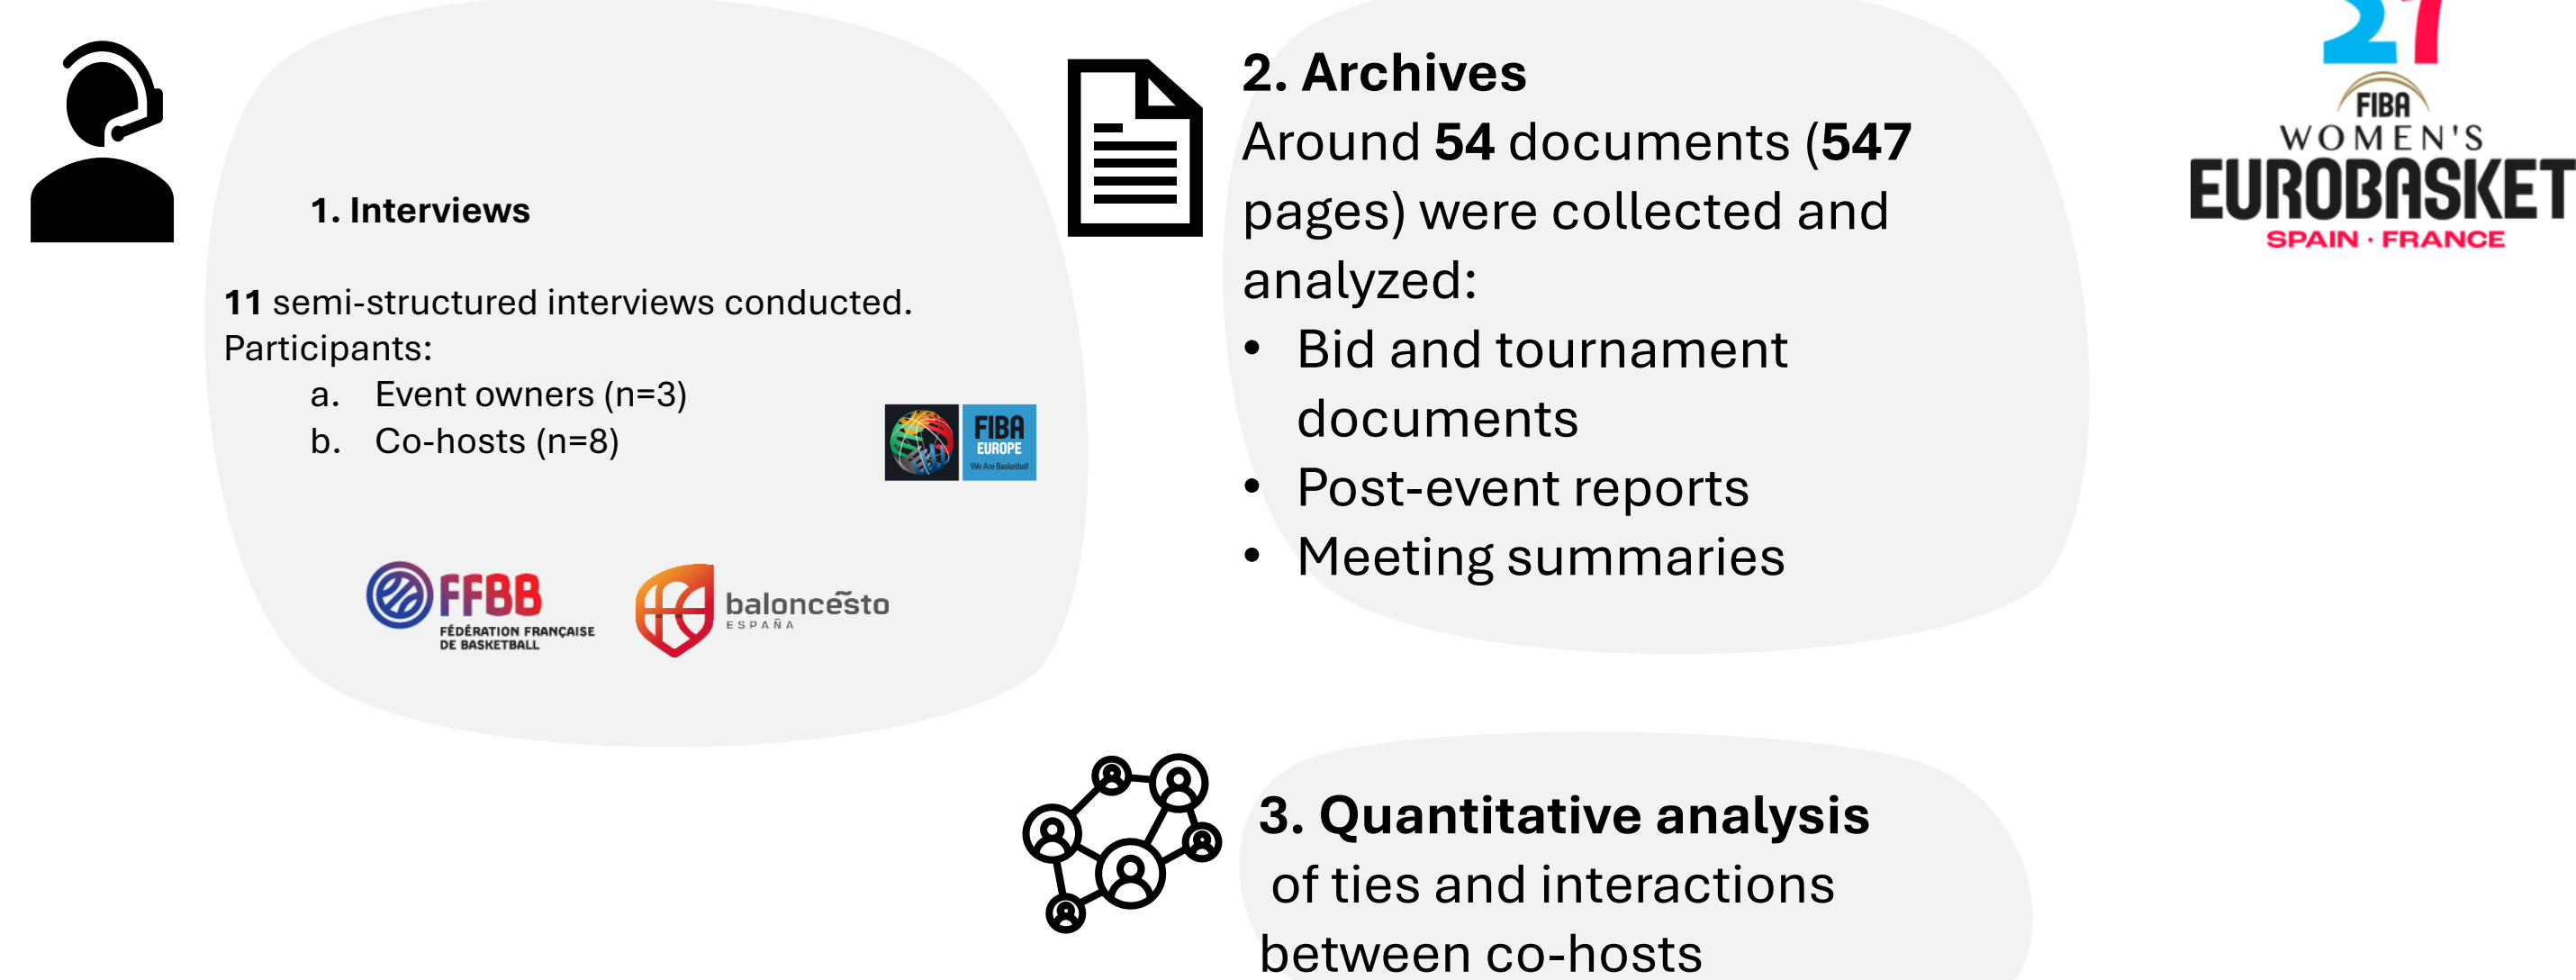 1. Interviews
11 semi-structured interviews conducted.
Participants:
a. Event owners (n=3)
b. Co-hosts (n=8)
FIBA
EUROPE
We Are Basketball
FFBB
FÉDÉRATION FRANÇAISE
DE BASKETBALL
baloncesto
ESPAÑA
2. Archives
Around 54 documents (547
pages) were collected and
analyzed:
• Bid and tournament
documents
• Post-event reports
• Meeting summaries
3. Quantitative analysis
of ties and interactions
between co-hosts
21
FIBA
WOMEN'S
EUROBASKET
SPAIN · FRANCE